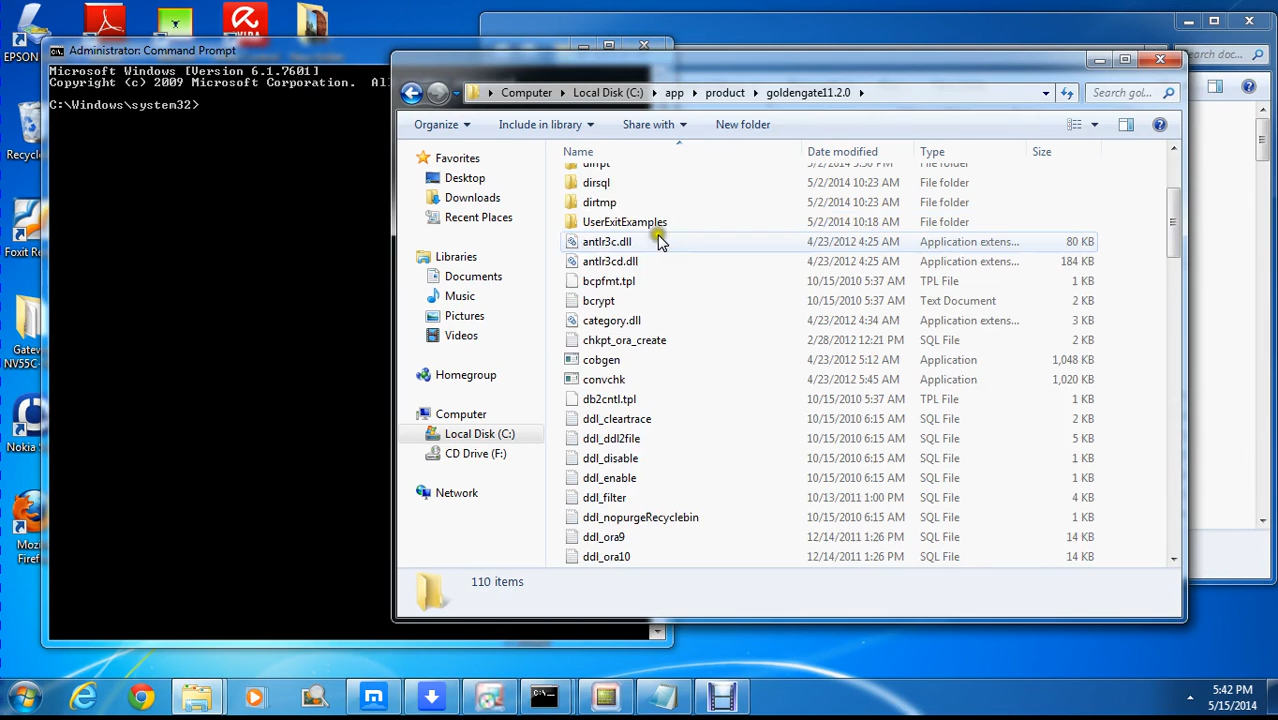 EPSON
Recycle
Foxit R
Gatew
NV55C-
Nokia S
Mozi
Firef
Administrator: Command Prompt
Microsoft Windows [Version 6.1.7601]
Copyright (c) 2009 Microsoft Corporation. Al
C:\Windows\system32>
Search doc...
Computer
Local Disk (C:)
app
product
goldengate11.2.0
Search gol...
Organize
Include in library
Share with
New folder
Favorites
Desktop
Downloads
Recent Places
Libraries
Documents
Music
Pictures
Videos
Homegroup
Computer
Local Disk (C:)
CD Drive (F:)
Network
Name Date modified Type Size
dirsql 5/2/2014 10:23 AM File folder
dirtmp 5/2/2014 10:23 AM File folder
UserExitExamples 5/2/2014 10:18 AM File folder
antlr3c.dll 4/23/2012 4:25 AM Application extens... 80 KB
antlr3cd.dll 4/23/2012 4:25 AM Application extens... 184 KB
bcpfmt.tpl 10/15/2010 5:37 AM TPL File 1 KB
bcrypt 10/15/2010 5:37 AM Text Document 2 KB
category.dll 4/23/2012 4:34 AM Application extens... 3 KB
chkpt_ora_create 2/28/2012 12:21 PM SQL File 2 KB
cobgen 4/23/2012 5:12 AM Application 1,048 KB
convchk 4/23/2012 5:45 AM Application 1,020 KB
db2cntl.tpl 10/15/2010 5:37 AM TPL File 1 KB
ddl_cleartrace 10/15/2010 6:15 AM SQL File 2 KB
ddl_ddl2file 10/15/2010 6:15 AM SQL File 5 KB
ddl_disable 10/15/2010 6:15 AM SQL File 1 KB
ddl_enable 10/15/2010 6:15 AM SQL File 1 KB
ddl_filter 10/13/2011 1:00 PM SQL File 4 KB
ddl_nopurgeRecyclebin 10/15/2010 6:15 AM SQL File 1 KB
ddl_ora9 12/14/2011 1:26 PM SQL File 14 KB
ddl_ora10 12/14/2011 1:26 PM SQL File 14 KB
110 items
5:42 PM
5/15/2014